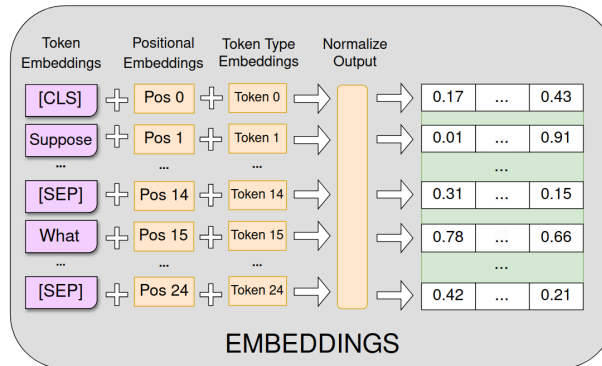 Token Embeddings
Positional Embeddings
Token Type Embeddings
Normalize Output
[CLS] Pos 0 Token 0 0.17 ... 0.43
Suppose Pos 1 Token 1 0.01 ... 0.91
... ... ... ...
[SEP] Pos 14 Token 14 0.31 ... 0.15
What Pos 15 Token 15 0.78 ... 0.66
... ... ... ...
[SEP] Pos 24 Token 24 0.42 ... 0.21
EMBEDDINGS